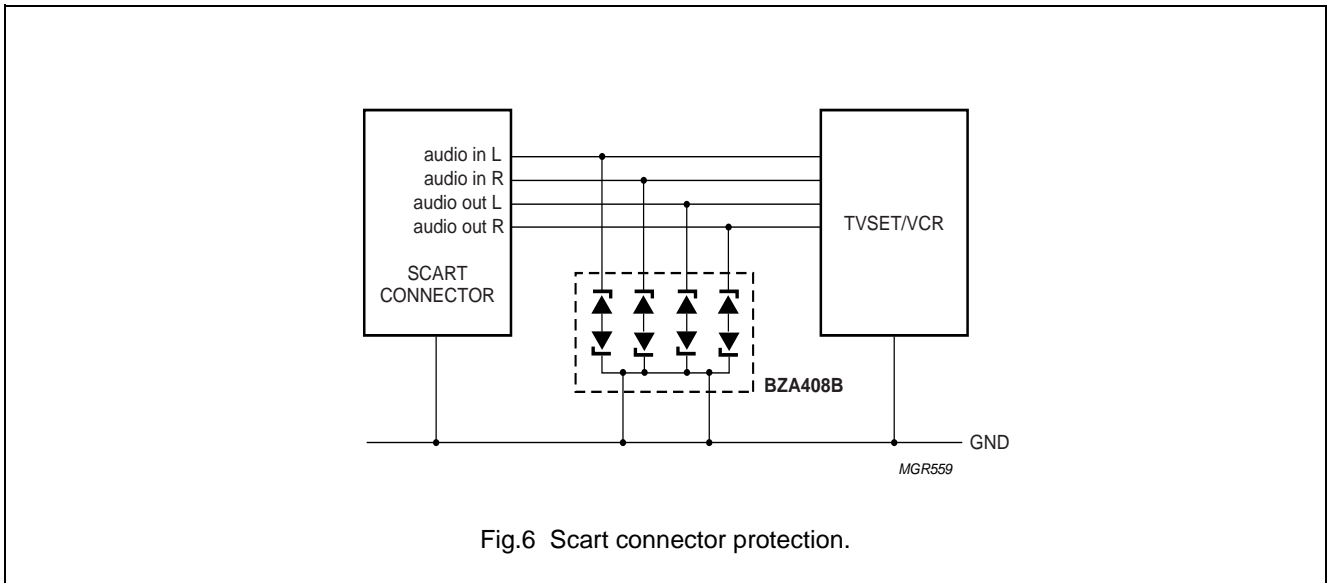 audio in L
audio in R
audio out L
audio out R
SCART
CONNECTOR
TVSET/VCR
BZA408B
GND
MGR559
Fig.6 Scart connector protection.